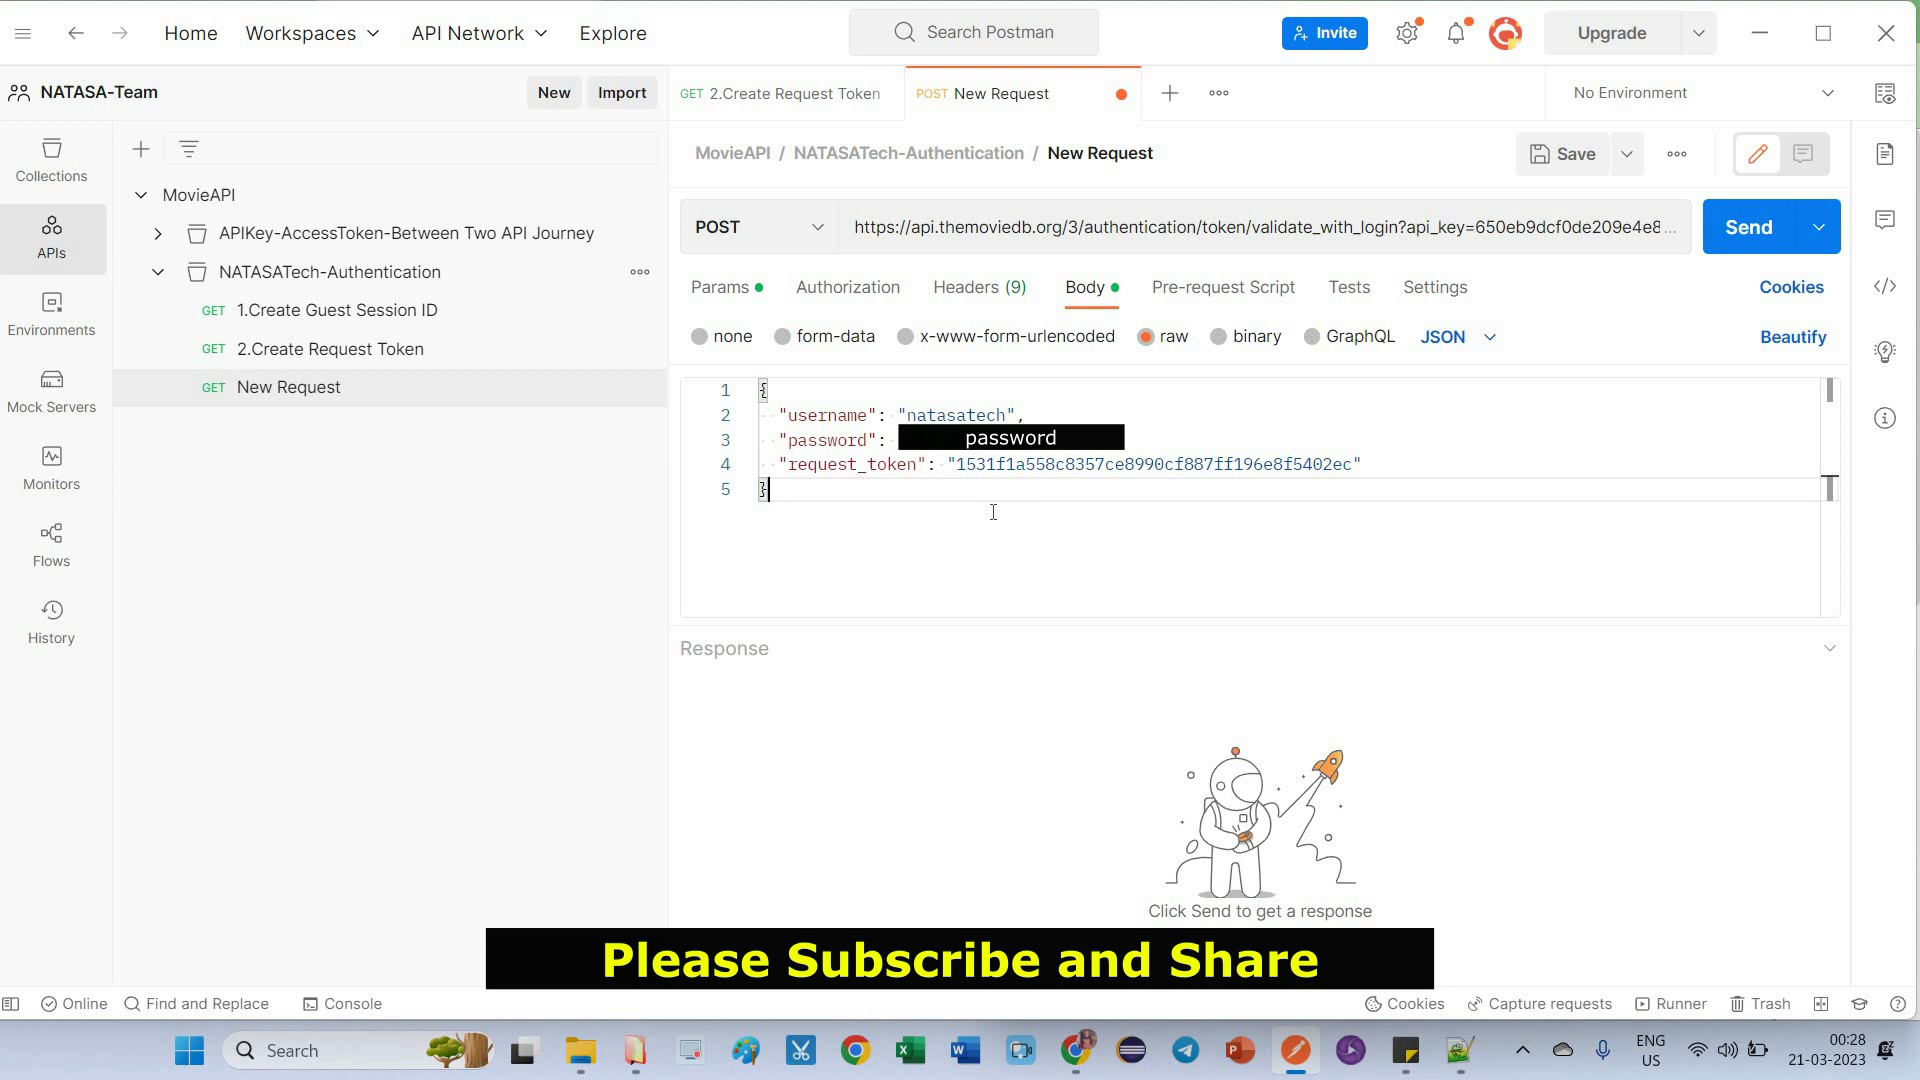 Home
Workspaces
API Network
Explore
Search Postman
Invite
Upgrade
NATASA-Team
New
Import
GET 2.Create Request Token
POST New Request
No Environment
Collections
APIs
Environments
Mock Servers
Monitors
Flows
History
MovieAPI
APIKey-AccessToken-Between Two API Journey
NATASATech-Authentication
GET 1.Create Guest Session ID
GET 2.Create Request Token
GET New Request
MovieAPI / NATASATech-Authentication / New Request
Save
POST
https://api.themoviedb.org/3/authentication/token/validate_with_login?api_key=650eb9dcf0de209e4e8...
Send
Params
Authorization
Headers (9)
Body
Pre-request Script
Tests
Settings
Cookies
none
form-data
x-www-form-urlencoded
raw
binary
GraphQL
JSON
Beautify
1 {
2 "username": "natasatech",
3 "password": password
4 "request_token": "1531f1a558c8357ce8990cf887ff196e8f5402ec"
5 }
Response
Click Send to get a response
Please Subscribe and Share
Online
Find and Replace
Console
Cookies
Capture requests
Runner
Trash
Search
ENG
US
00:28
21-03-2023